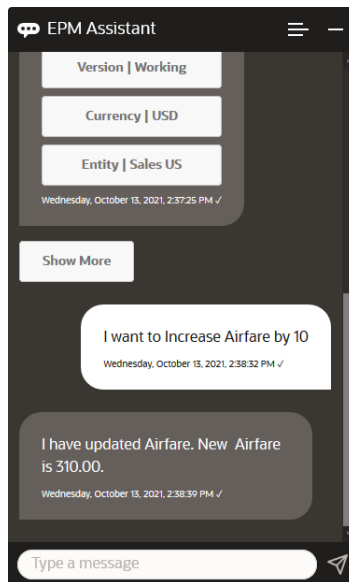 EPM Assistant
Version | Working
Currency | USD
Entity | Sales US
Wednesday, October 13, 2021, 2:37:25 PM ✓
Show More
I want to Increase Airfare by 10
Wednesday, October 13, 2021, 2:38:32 PM ✓
I have updated Airfare. New Airfare
is 310.00.
Wednesday, October 13, 2021, 2:38:39 PM ✓
Type a message